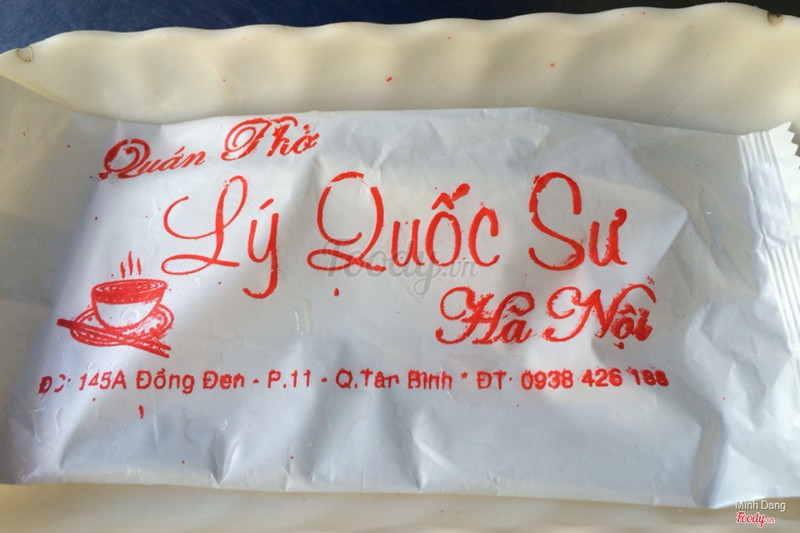 Quán Phở
Lý Quốc Sư
Foody.vn
Hà Nội
ĐC: 145A Đồng Đen - P.11 - Q.Tân Bình * ĐT: 0938 426 188
Minh Dang
Foody.vn